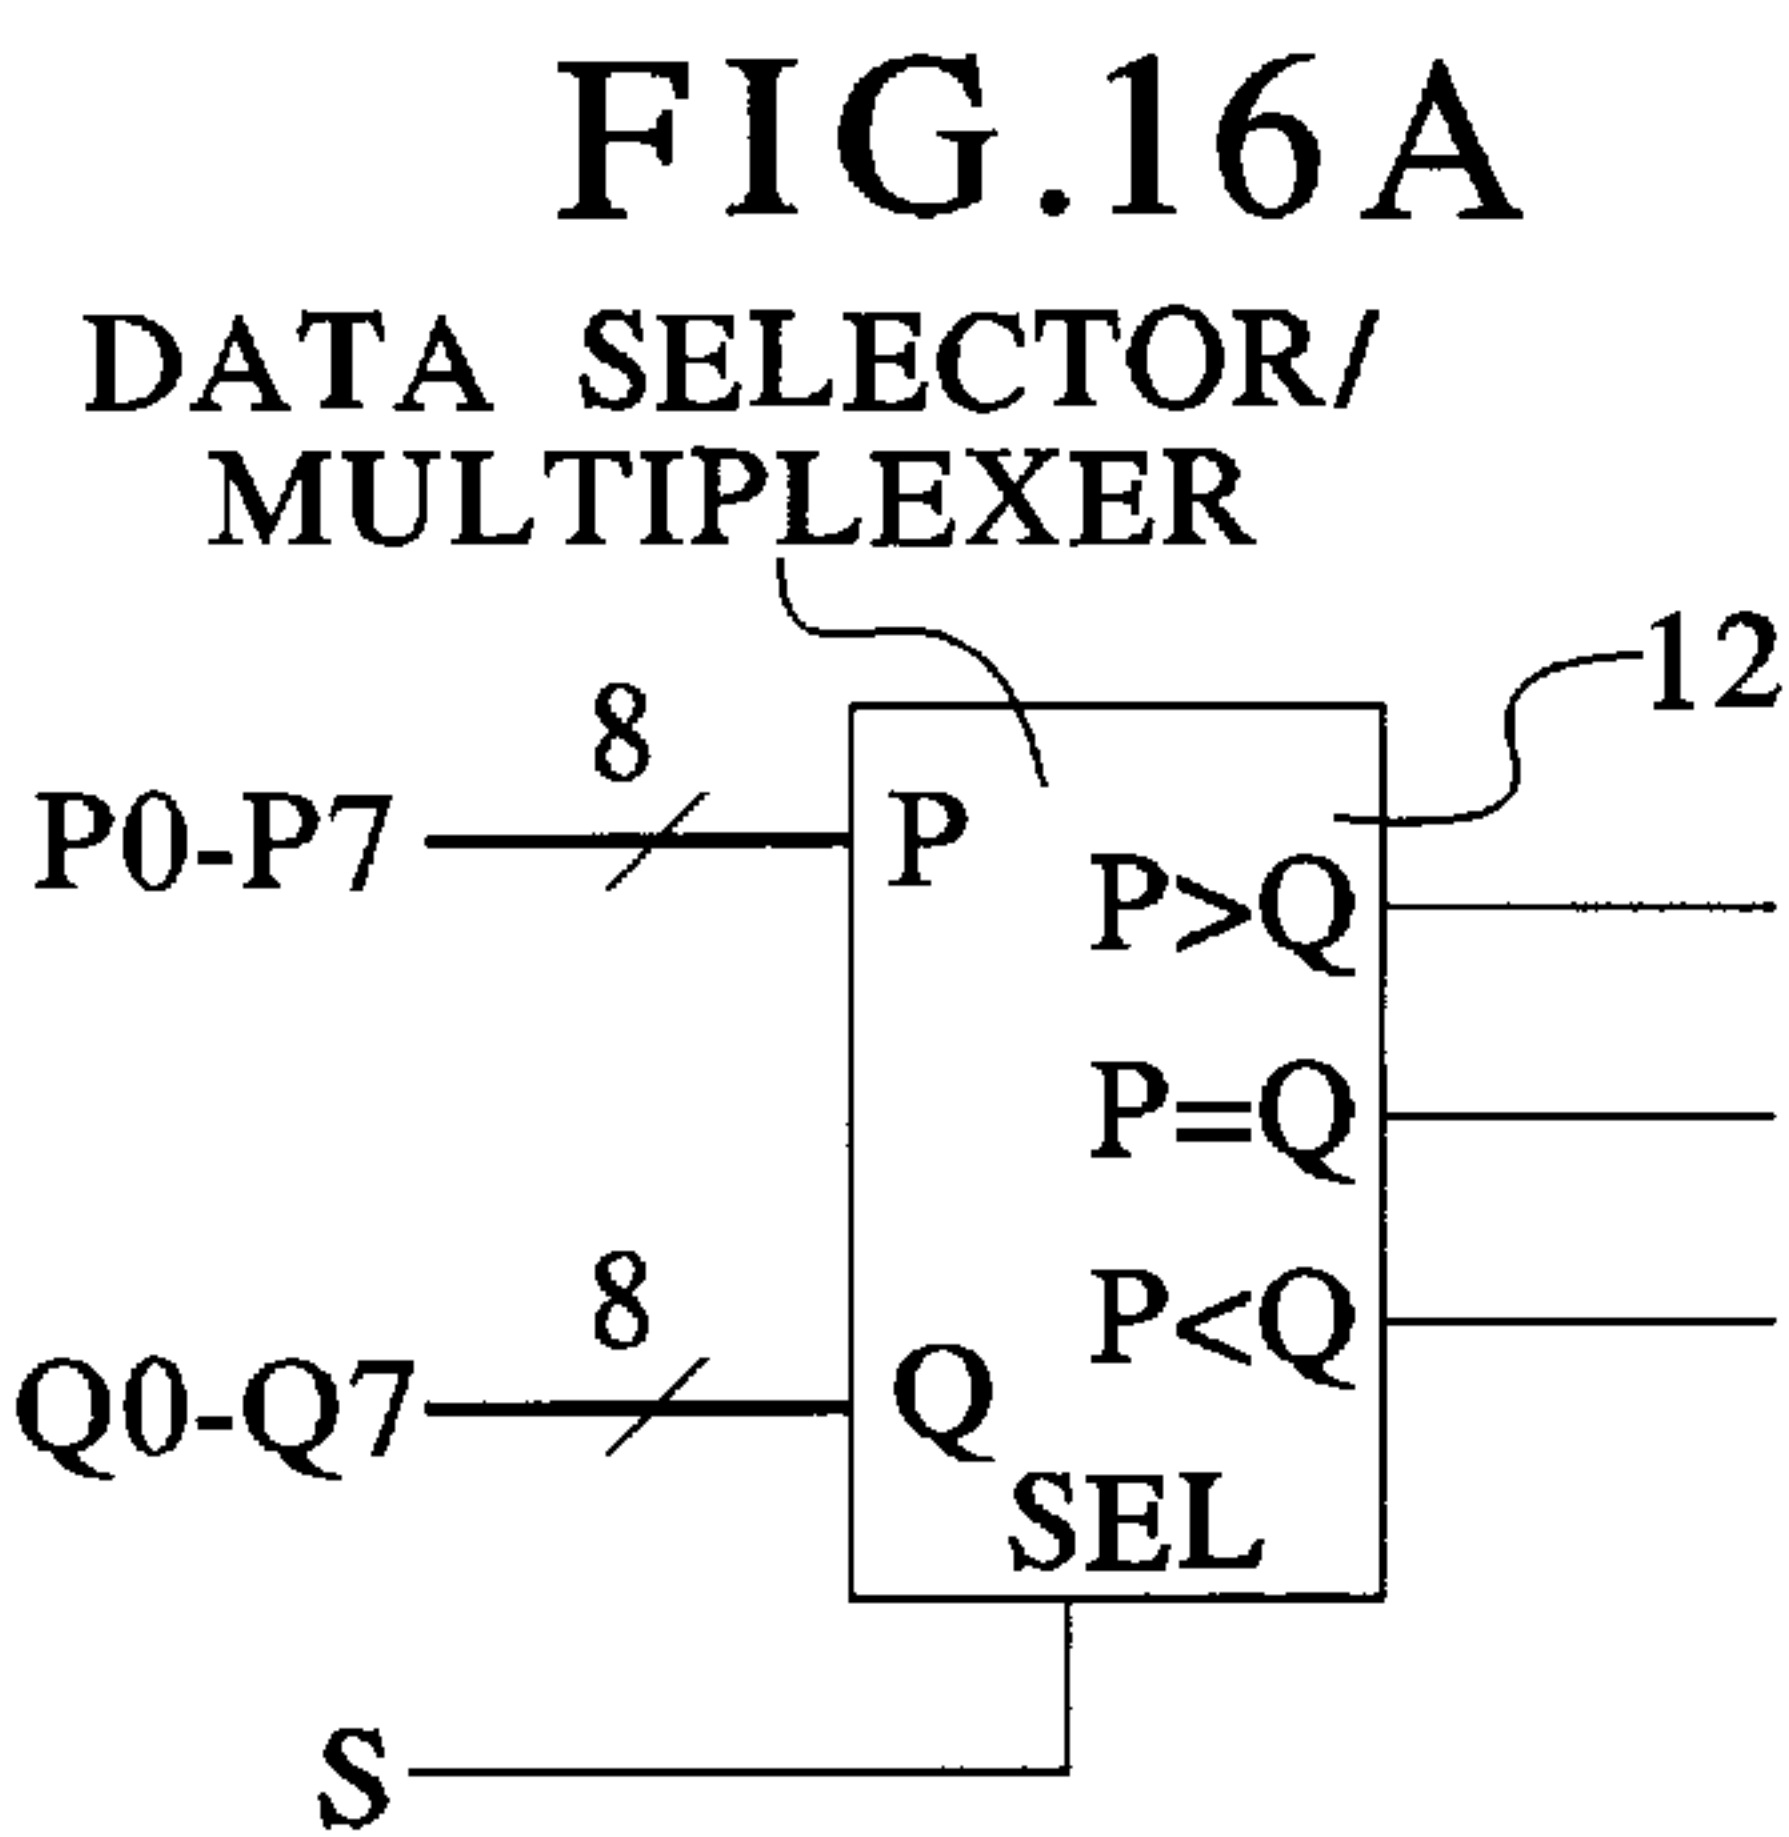 FIG.16A
DATA SELECTOR/
MULTIPLEXER
12
8
P0-P7
P
P>Q
P=Q
P<Q
8
Q0-Q7
Q
SEL
S